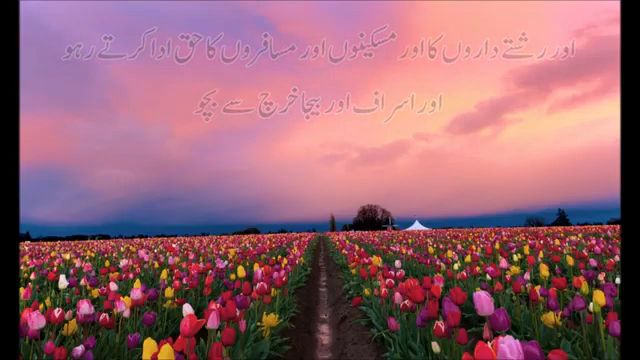 اور رشتے داروں کا اور مسکینوں اور مسافروں کا حق ادا کرتے رہو
اور اسراف اور بیجا خرچ سے بچو